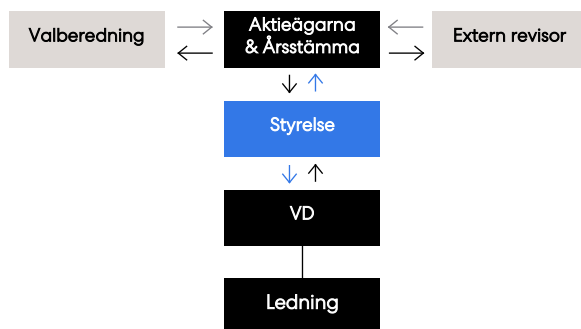 Valberedning
Aktieägarna
& Årsstämma
Extern revisor
Styrelse
VD
Ledning